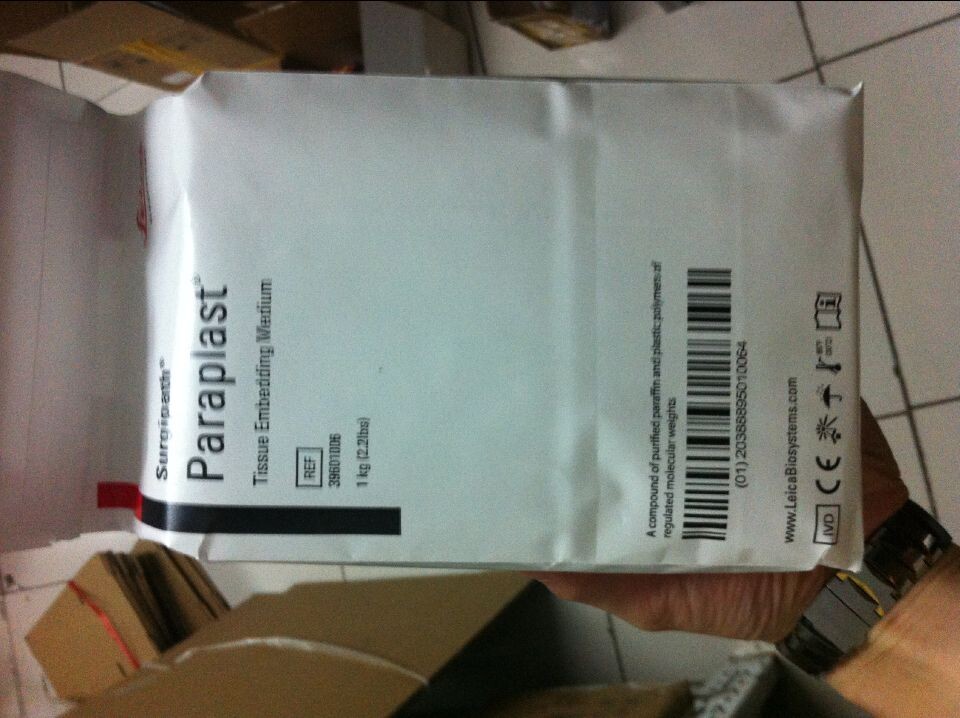 Surgipath®
Paraplast®
Tissue Embedding Medium
REF
39601006
1 kg (2.2lbs)
A compound of purified paraffin and plastic polymers of
regulated molecular weights
(01) 20388895010064
www.LeicaBiosystems.com
IVD CE